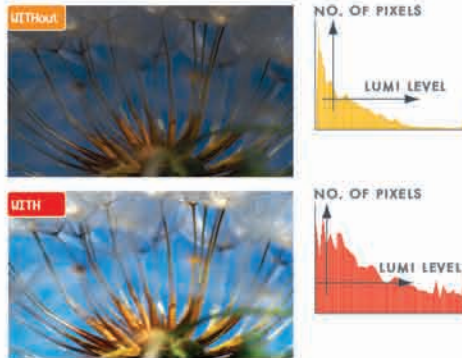 WITHout
NO. OF PIXELS
LUMI LEVEL
WITH
NO. OF PIXELS
LUMI LEVEL